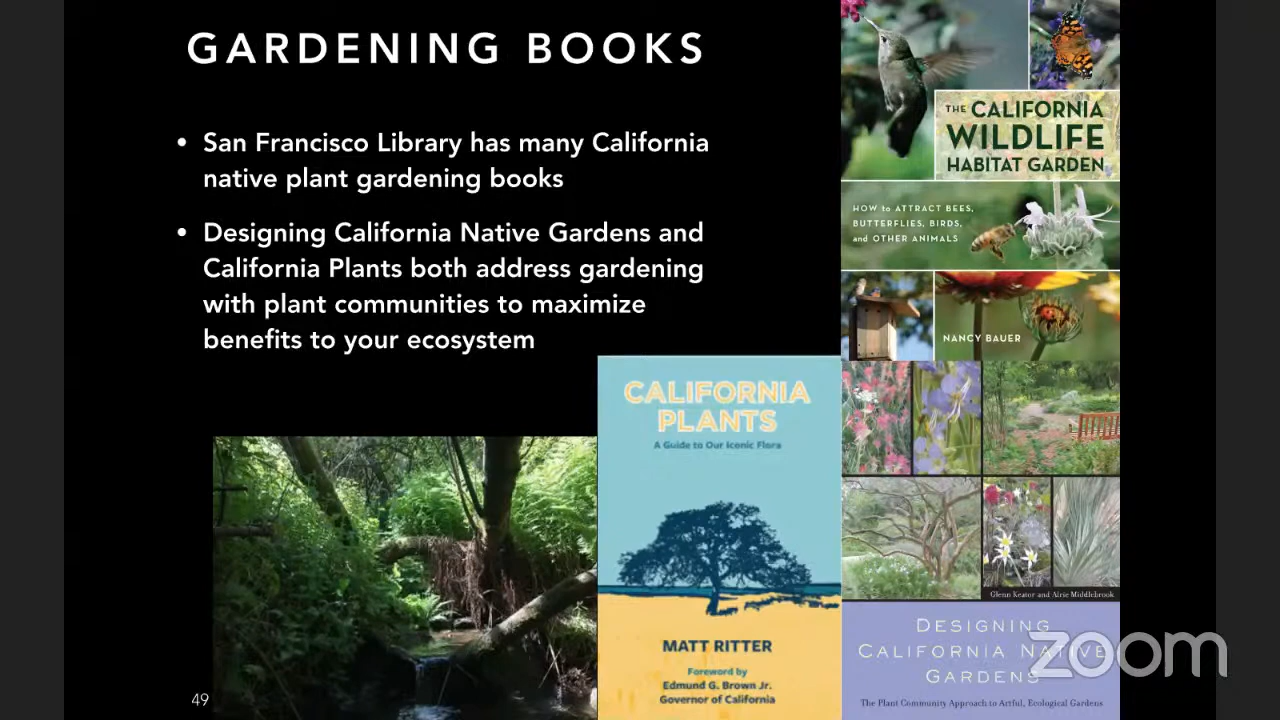 GARDENING BOOKS
• San Francisco Library has many California
native plant gardening books
• Designing California Native Gardens and
California Plants both address gardening
with plant communities to maximize
benefits to your ecosystem
THE CALIFORNIA
WILDLIFE
HABITAT GARDEN
HOW to ATTRACT BEES,
BUTTERFLIES, BIRDS,
and OTHER ANIMALS
NANCY BAUER
CALIFORNIA
PLANTS
A Guide to Our Iconic Flora
MATT RITTER
Foreword by
Edmund G. Brown Jr.
Governor of California
Glenn Keator and Alrie Middlebrook
DESIGNING
CALIFORNIA NATIVE
GARDENS
The Plant Community Approach to Artful, Ecological Gardens
zoom
49